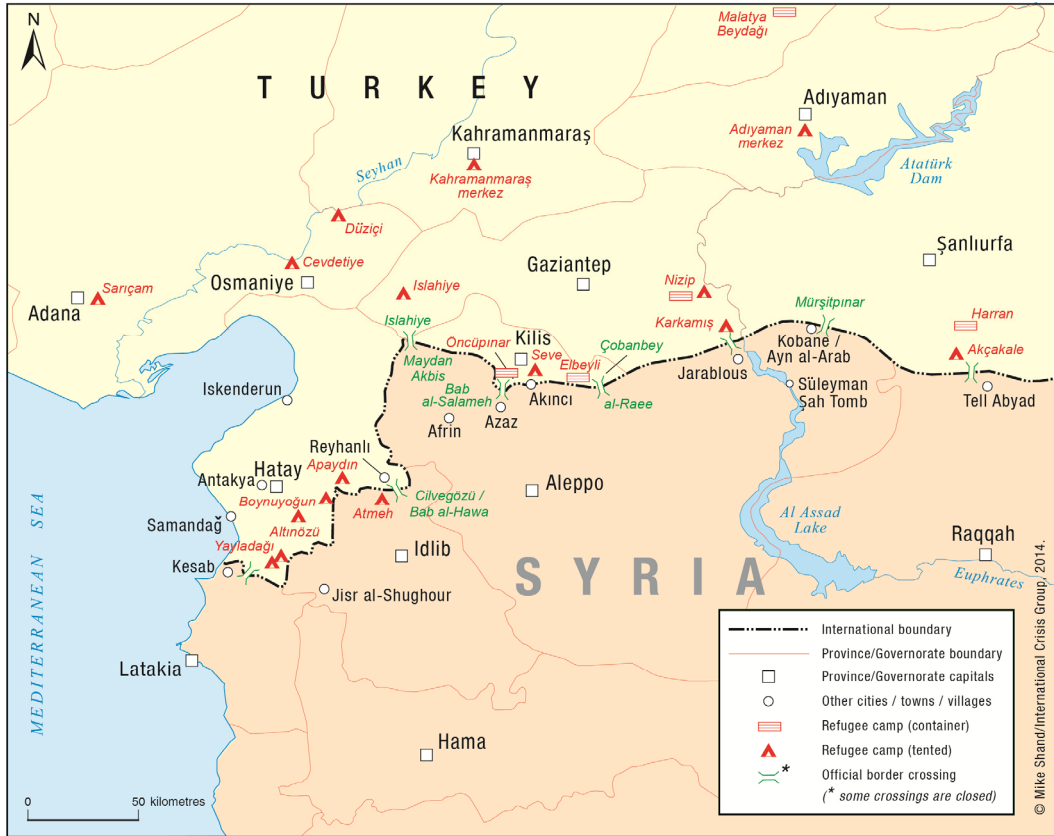 N
TURKEY
Malatya
Beydağı
Adıyaman
Adıyaman
merkez
Atatürk
Dam
Kahramanmaraş
Kahramanmaraş
merkez
Seyhan
Düziçi
Cevdetiye
Osmaniye
Sarıçam
Adana
Islahiye
Gaziantep
Şanlıurfa
Nizip
Karkamış
Mürşitpınar
Harran
Akçakale
Islahiye
Maydan
Akbis
Kilis
Öncüpınar
Seve
Elbeyli
Çobanbey
Bab
al-Salameh
Akıncı
al-Raee
Azaz
Afrin
Jarablous
Kobane /
Ayn al-Arab
Süleyman
Şah Tomb
Tell Abyad
Iskenderun
Reyhanlı
Apaydın
Hatay
Antakya
Boynuyoğun
Altınözü
Atmeh
Cilvegözü /
Bab al-Hawa
Samandağ
Yayladağı
Kesab
Aleppo
Idlib
Jisr al-Shughour
SYRIA
Al Assad
Lake
Raqqah
Euphrates
Latakia
Hama
MEDITERRANEAN SEA
0 50 kilometres
International boundary
Province/Governorate boundary
Province/Governorate capitals
Other cities / towns / villages
Refugee camp (container)
Refugee camp (tented)
* Official border crossing
(* some crossings are closed)
© Mike Shand/International Crisis Group, 2014.